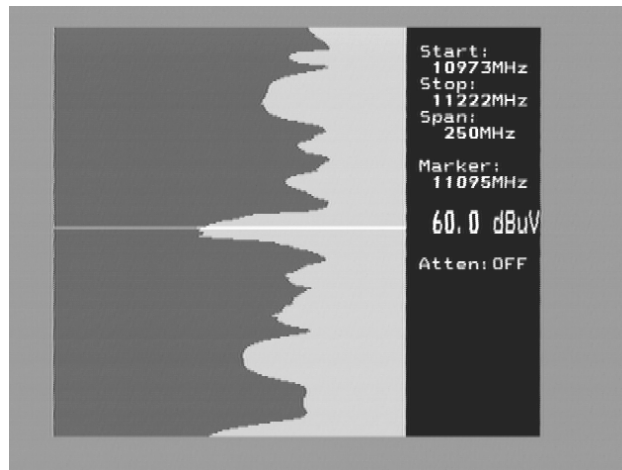 Start:
10973MHz
Stop:
11222MHz
Span:
250MHz
Marker:
11095MHz
60.0 dBuV
Atten:OFF